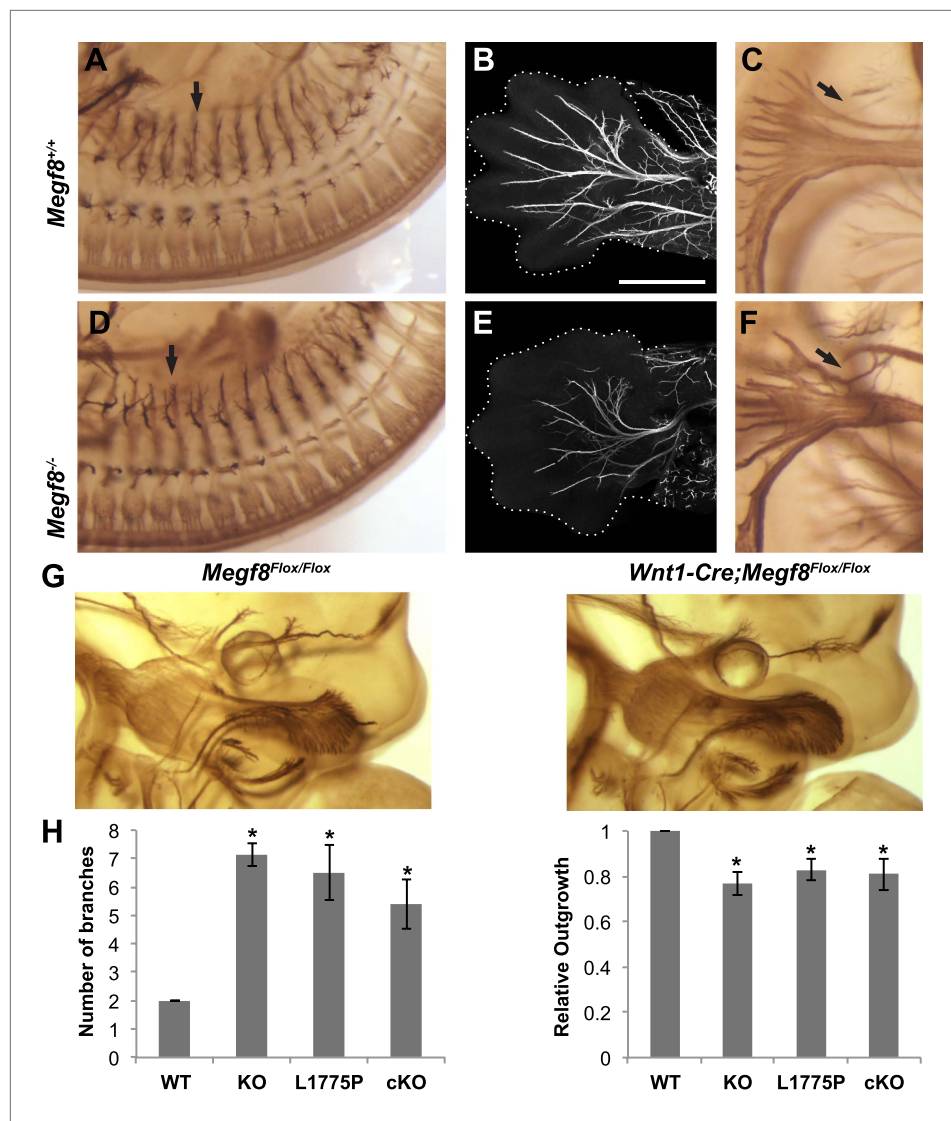 A
B
C
Megf8+/+
D
E
F
Megf8-/-
G
Megf8Flox/Flox
Wnt1-Cre;Megf8Flox/Flox
H
Number of branches
8
7
6
5
4
3
2
1
0
* * *
WT KO L1775P cKO
Relative Outgrowth
1
0.8
0.6
0.4
0.2
0
* * *
WT KO L1775P cKO